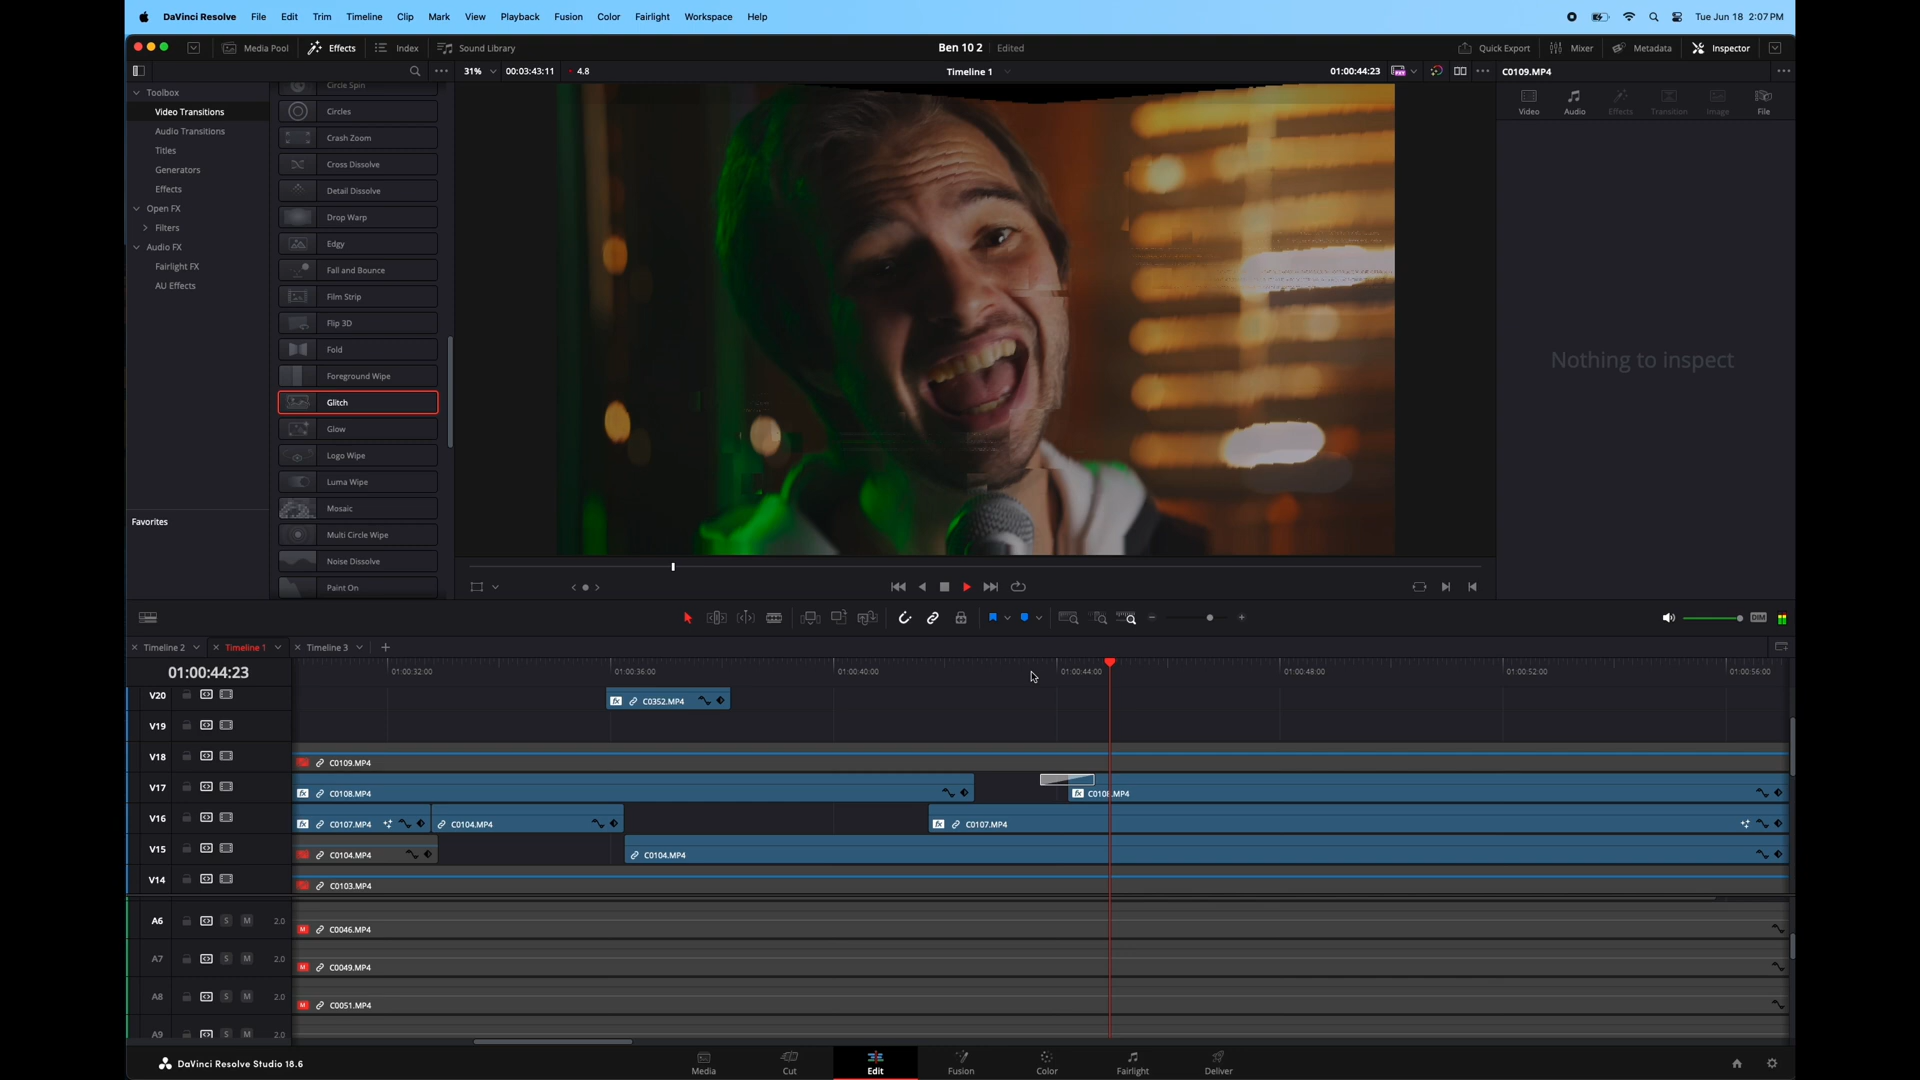 DaVinci Resolve File Edit Trim Timeline Clip Mark View Playback Fusion Color Fairlight Workspace Help Tue Jun 18 2:07 PM
Media Pool Effects Index Sound Library Ben 10 2 Edited Quick Export Mixer Metadata Inspector
31% 00:03:43:11 4.8 Timeline 1 01:00:44:23 C0109.MP4
Video Audio Effects Transition Image File
Nothing to inspect
Toolbox
Video Transitions
Audio Transitions
Titles
Generators
Effects
Open FX
Filters
Audio FX
Fairlight FX
AU Effects
Favorites
Circle Spin
Circles
Crash Zoom
Cross Dissolve
Detail Dissolve
Drop Warp
Edgy
Fall and Bounce
Film Strip
Flip 3D
Fold
Foreground Wipe
Glitch
Glow
Logo Wipe
Luma Wipe
Mosaic
Multi Circle Wipe
Noise Dissolve
Paint On
DIM
Timeline 2 Timeline 1 Timeline 3
01:00:44:23 01:00:32:00 01:00:36:00 01:00:40:00 01:00:44:00 01:00:48:00 01:00:52:00 01:00:56:00
V20 C0352.MP4
V19
V18 C0109.MP4
V17 C0108.MP4
V16 C0107.MP4 C0104.MP4 C0107.MP4
V15 C0104.MP4 C0104.MP4
V14 C0103.MP4
A6 S M 2.0 M C0046.MP4
A7 S M 2.0 M C0049.MP4
A8 S M 2.0 M C0051.MP4
A9 S M 2.0
DaVinci Resolve Studio 18.6 Media Cut Edit Fusion Color Fairlight Deliver